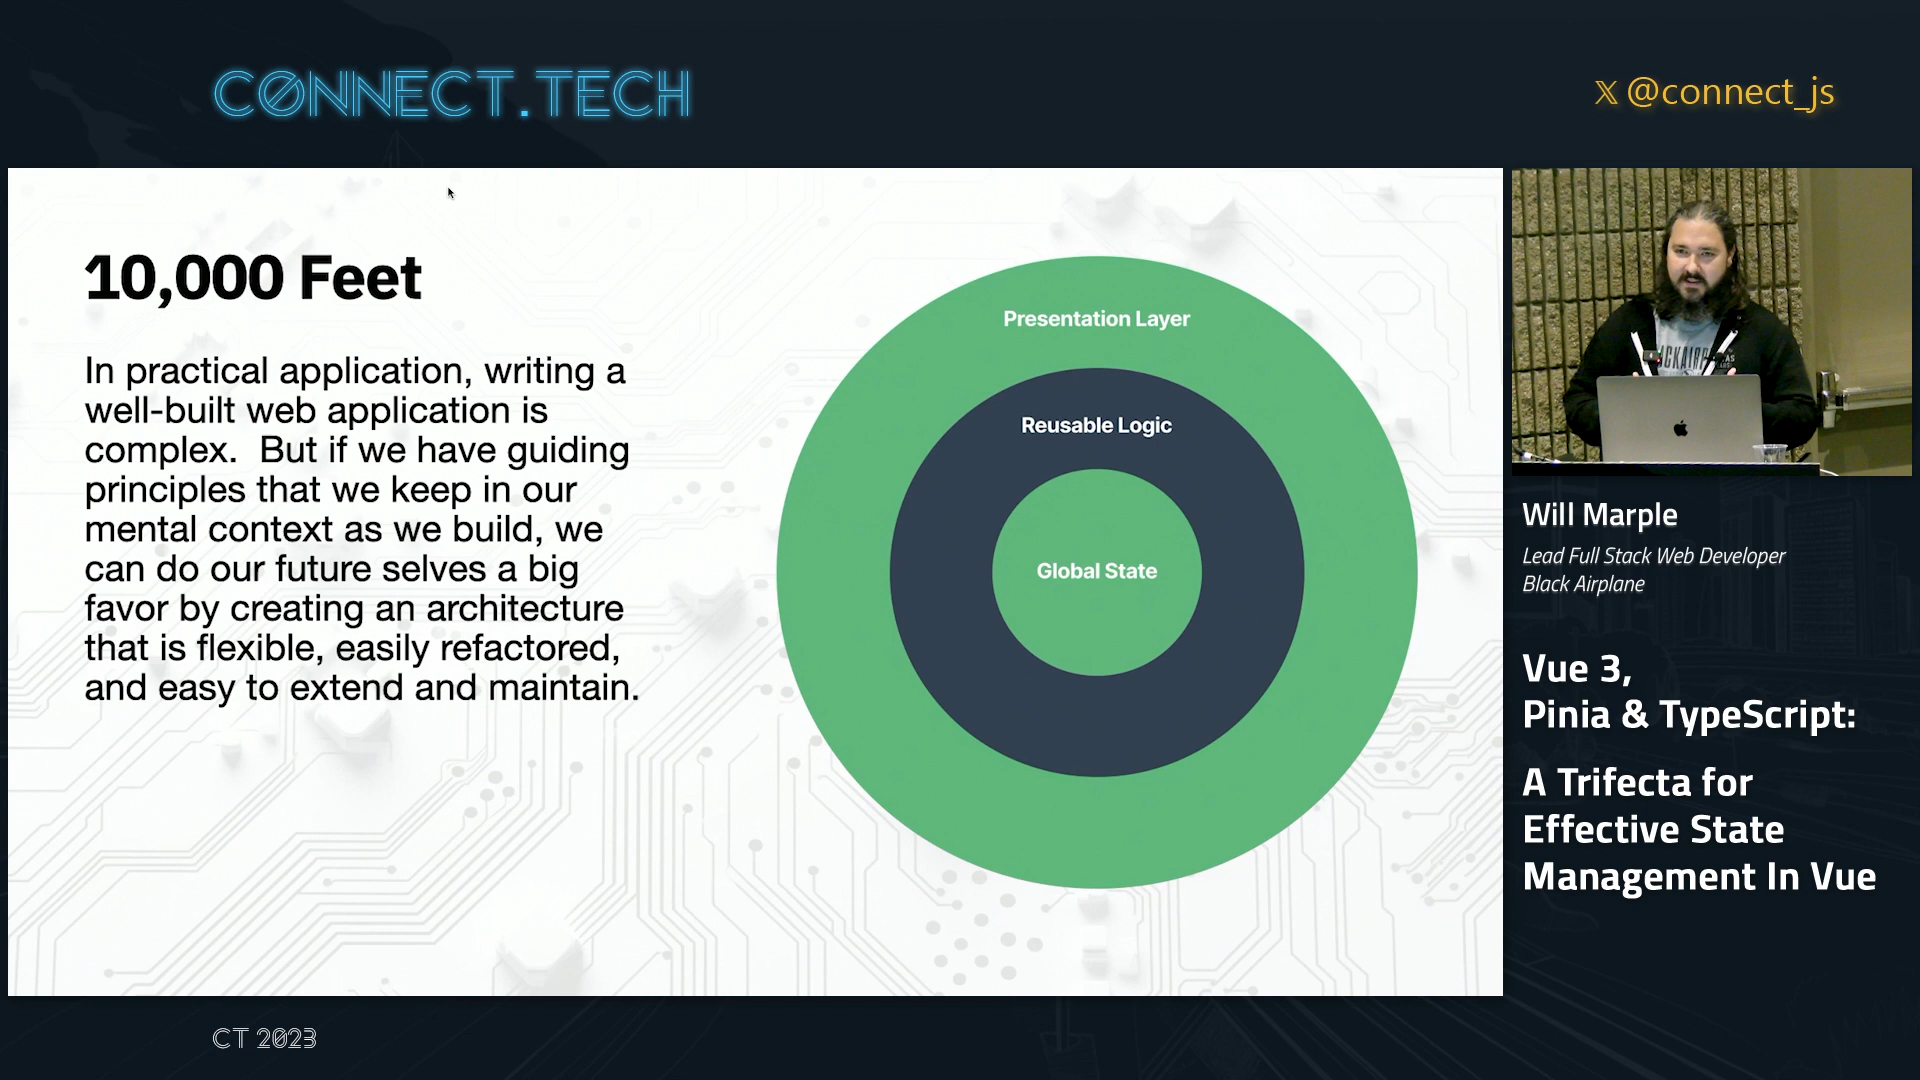 CONNECT.TECH
𝕏 @connect_js
10,000 Feet
In practical application, writing a
well-built web application is
complex.  But if we have guiding
principles that we keep in our
mental context as we build, we
can do our future selves a big
favor by creating an architecture
that is flexible, easily refactored,
and easy to extend and maintain.
Presentation Layer
Reusable Logic
Global State
Will Marple
Lead Full Stack Web Developer
Black Airplane
Vue 3,
Pinia & TypeScript:
A Trifecta for
Effective State
Management In Vue
CT 2023